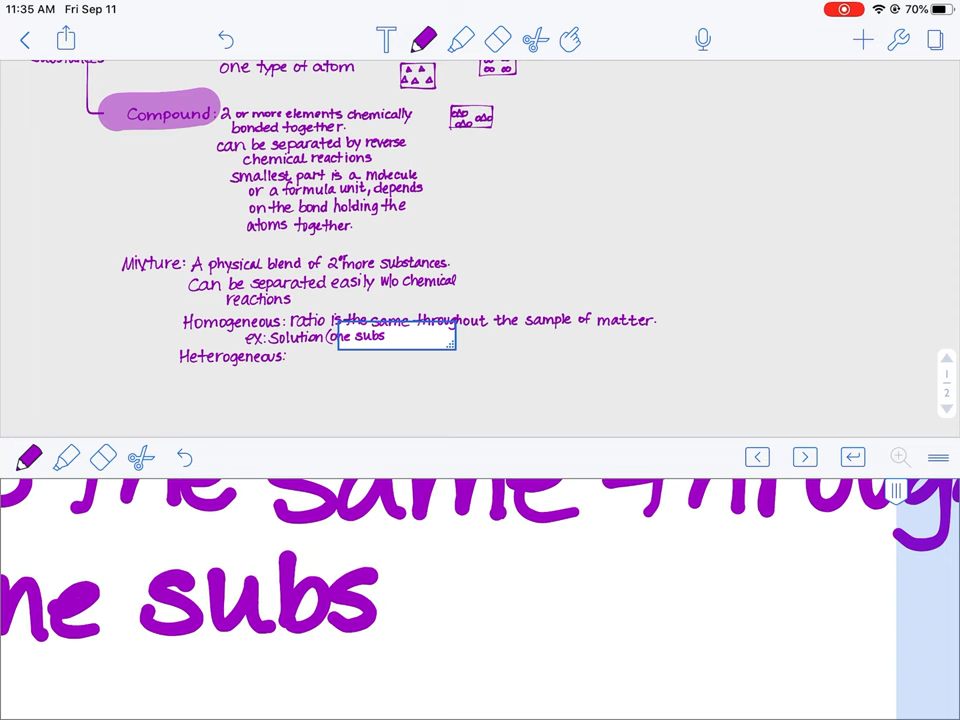 11:35 AM Fri Sep 11
70%
T
one type of atom
Compound: 2 or more elements chemically
bonded together.
can be separated by reverse
chemical reactions
smallest part is a molecule
or a formula unit, depends
on the bond holding the
atoms together.
Mixture: A physical blend of 2 or more substances.
Can be separated easily w/o chemical
reactions
Homogeneous: ratio is the same throughout the sample of matter.
ex: solution (one subs
Heterogeneous:
1
2
the same throug
ne subs